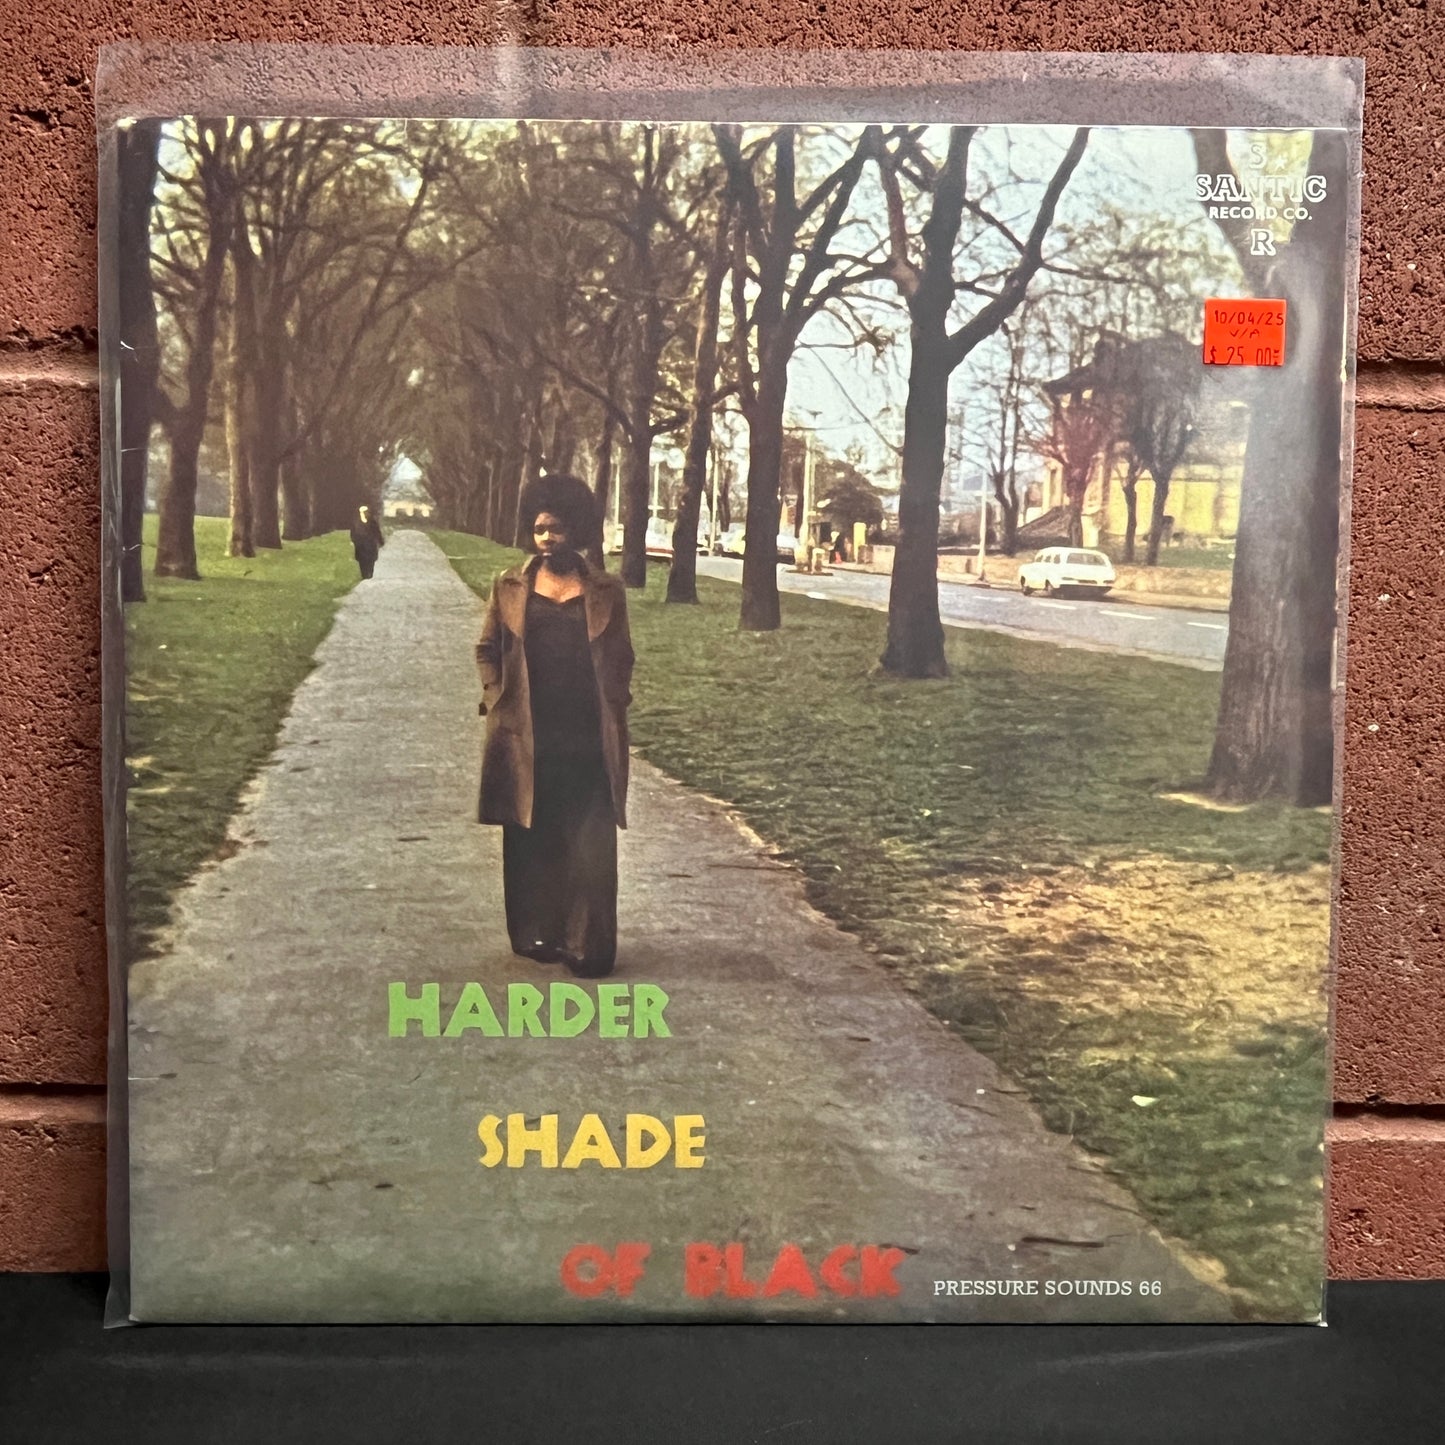 S
SANTIC
RECORD CO.
R
10/04/25
V/A
$ 25.00
HARDER
SHADE
OF BLACK
PRESSURE SOUNDS 66